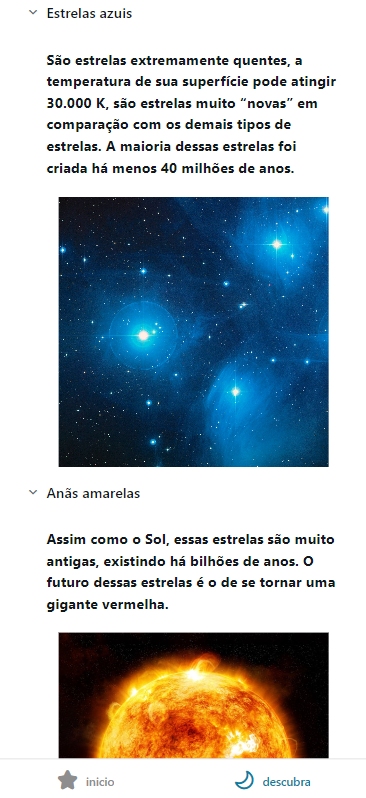 Estrelas azuis
São estrelas extremamente quentes, a
temperatura de sua superfície pode atingir
30.000 K, são estrelas muito “novas” em
comparação com os demais tipos de
estrelas. A maioria dessas estrelas foi
criada há menos 40 milhões de anos.
Anãs amarelas
Assim como o Sol, essas estrelas são muito
antigas, existindo há bilhões de anos. O
futuro dessas estrelas é o de se tornar uma
gigante vermelha.
inicio
descubra